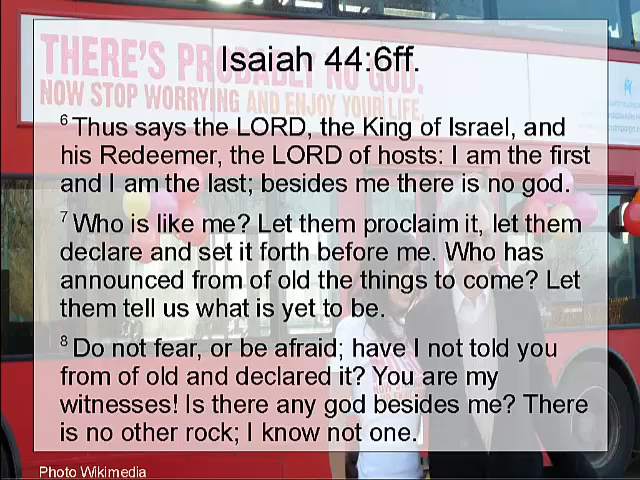 Isaiah 44:6ff.
THERE'S PROBABLY NO GOD.
NOW STOP WORRYING AND ENJOY YOUR LIFE.
6 Thus says the LORD, the King of Israel, and
his Redeemer, the LORD of hosts: I am the first
and I am the last; besides me there is no god.
7 Who is like me? Let them proclaim it, let them
declare and set it forth before me. Who has
announced from of old the things to come? Let
them tell us what is yet to be.
8 Do not fear, or be afraid; have I not told you
from of old and declared it? You are my
witnesses! Is there any god besides me? There
is no other rock; I know not one.
Photo Wikimedia